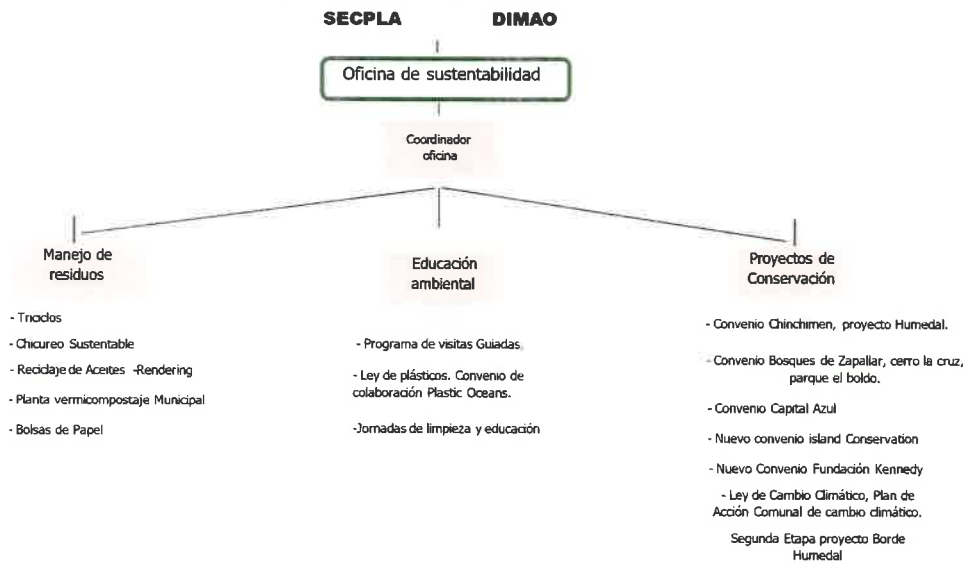 SECPLA DIMAO
Oficina de sustentabilidad
Coordinador
oficina
Manejo de
residuos
- Triciclos
- Chicureo Sustentable
- Reciclaje de Aceites -Rendering
- Planta vermicompostaje Municipal
- Bolsas de Papel
Educación
ambiental
- Programa de visitas Guiadas
- Ley de plásticos. Convenio de
colaboración Plastic Oceans.
-Jornadas de limpieza y educación
Proyectos de
Conservación
- Convenio Chinchimen, proyecto Humedal.
- Convenio Bosques de Zapallar, cerro la cruz,
parque el boldo.
- Convenio Capital Azul
- Nuevo convenio island Conservation
- Nuevo Convenio Fundación Kennedy
- Ley de Cambio Climático, Plan de
Acción Comunal de cambio climático.
Segunda Etapa proyecto Borde
Humedal